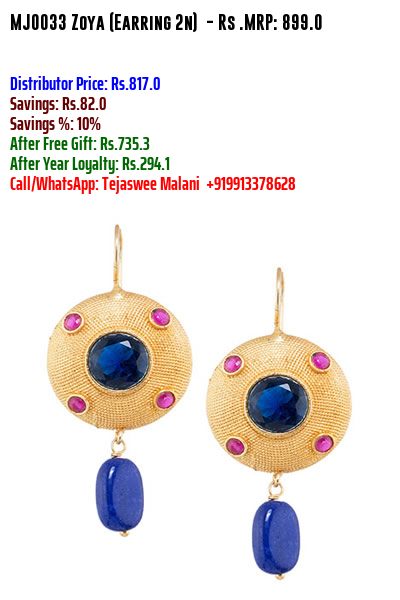 MJ0033 Zoya (Earring 2n) - Rs .MRP: 899.0
Distributor Price: Rs.817.0
Savings: Rs.82.0
Savings %: 10%
After Free Gift: Rs.735.3
After Year Loyalty: Rs.294.1
Call/WhatsApp: Tejaswee Malani +919913378628